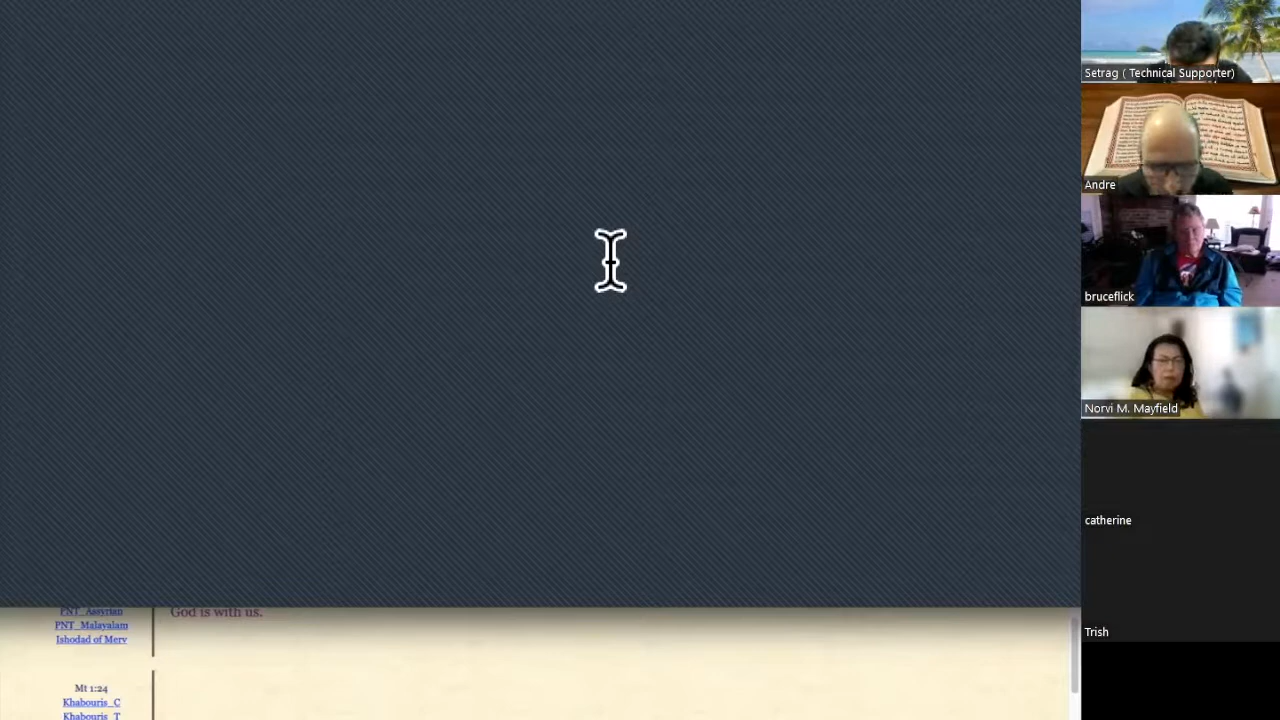 Setrag ( Technical Supporter)
Andre
bruceflick
Norvi M. Mayfield
catherine
Trish
PNT_Assyrian
PNT_Malayalam
Ishodad of Merv
God is with us.
Mt 1:24
Khabouris_C
Khabouris_T